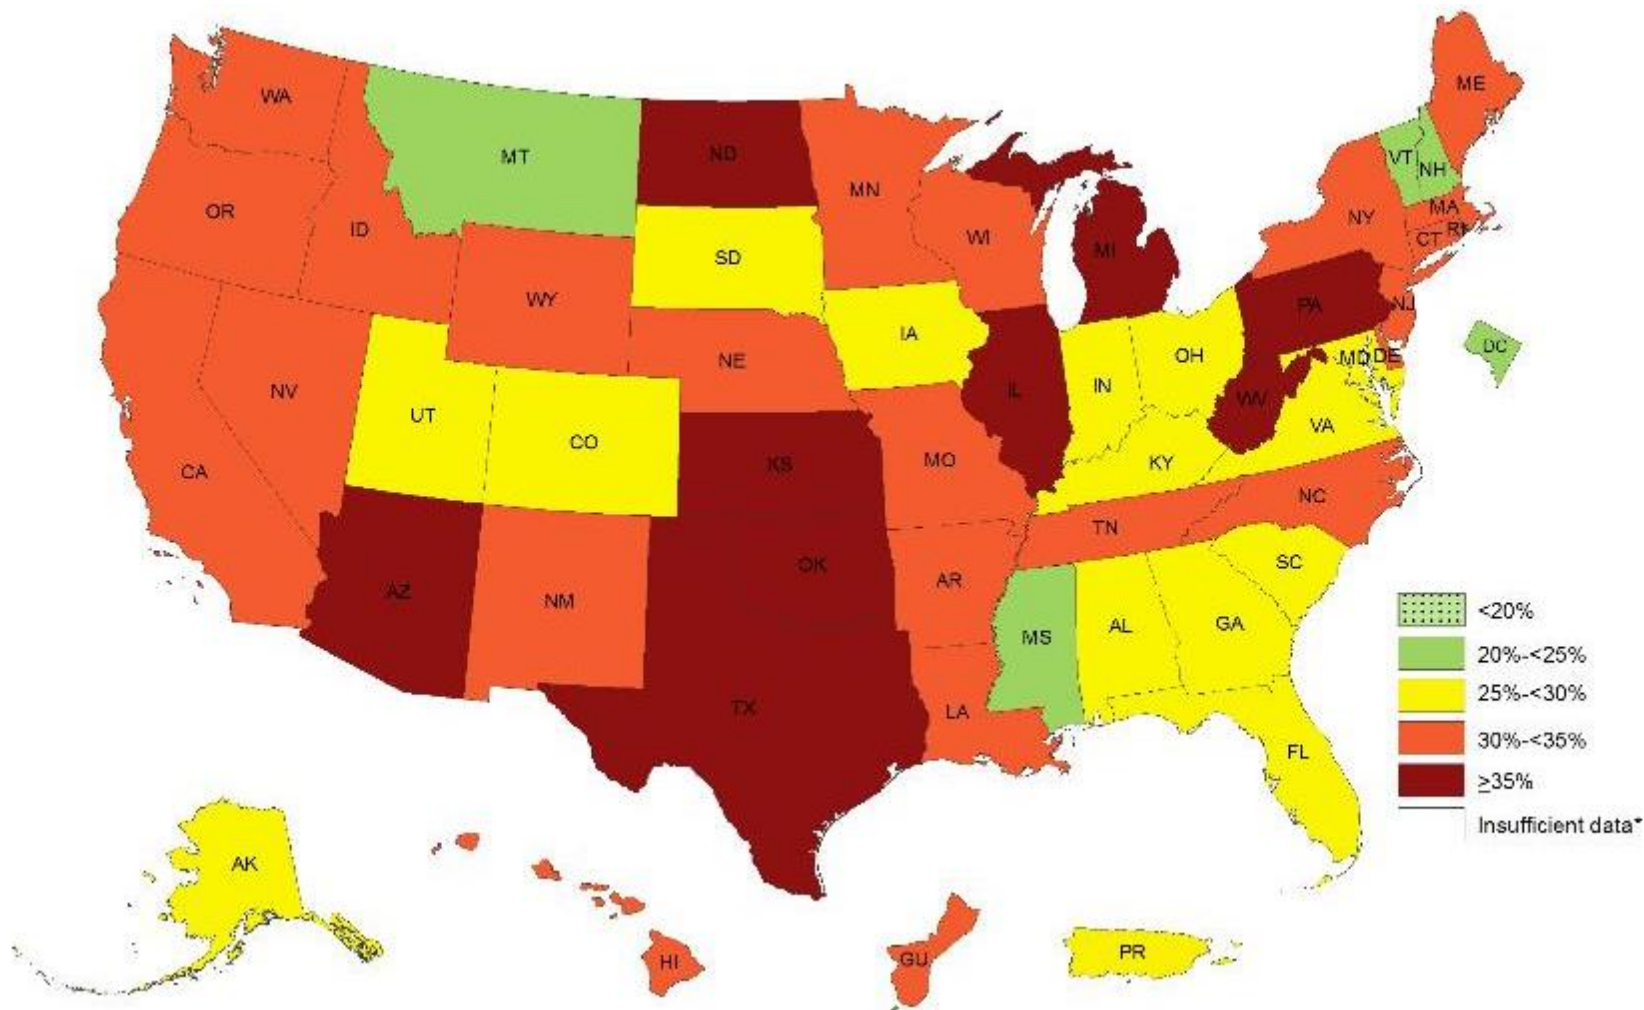 ME
WA
VT
NH
MT
ND
MN
OR
ID
WI
NY
MA
CT
RI
SD
MI
WY
PA
NJ
IA
NE
OH
MD
DE
DC
NV
UT
CO
IL
IN
WV
VA
CA
KS
MO
KY
NC
TN
AZ
NM
OK
AR
SC
MS
AL
GA
TX
LA
FL
<20%
20%-<25%
25%-<30%
30%-<35%
≥35%
Insufficient data*
AK
HI
GU
PR